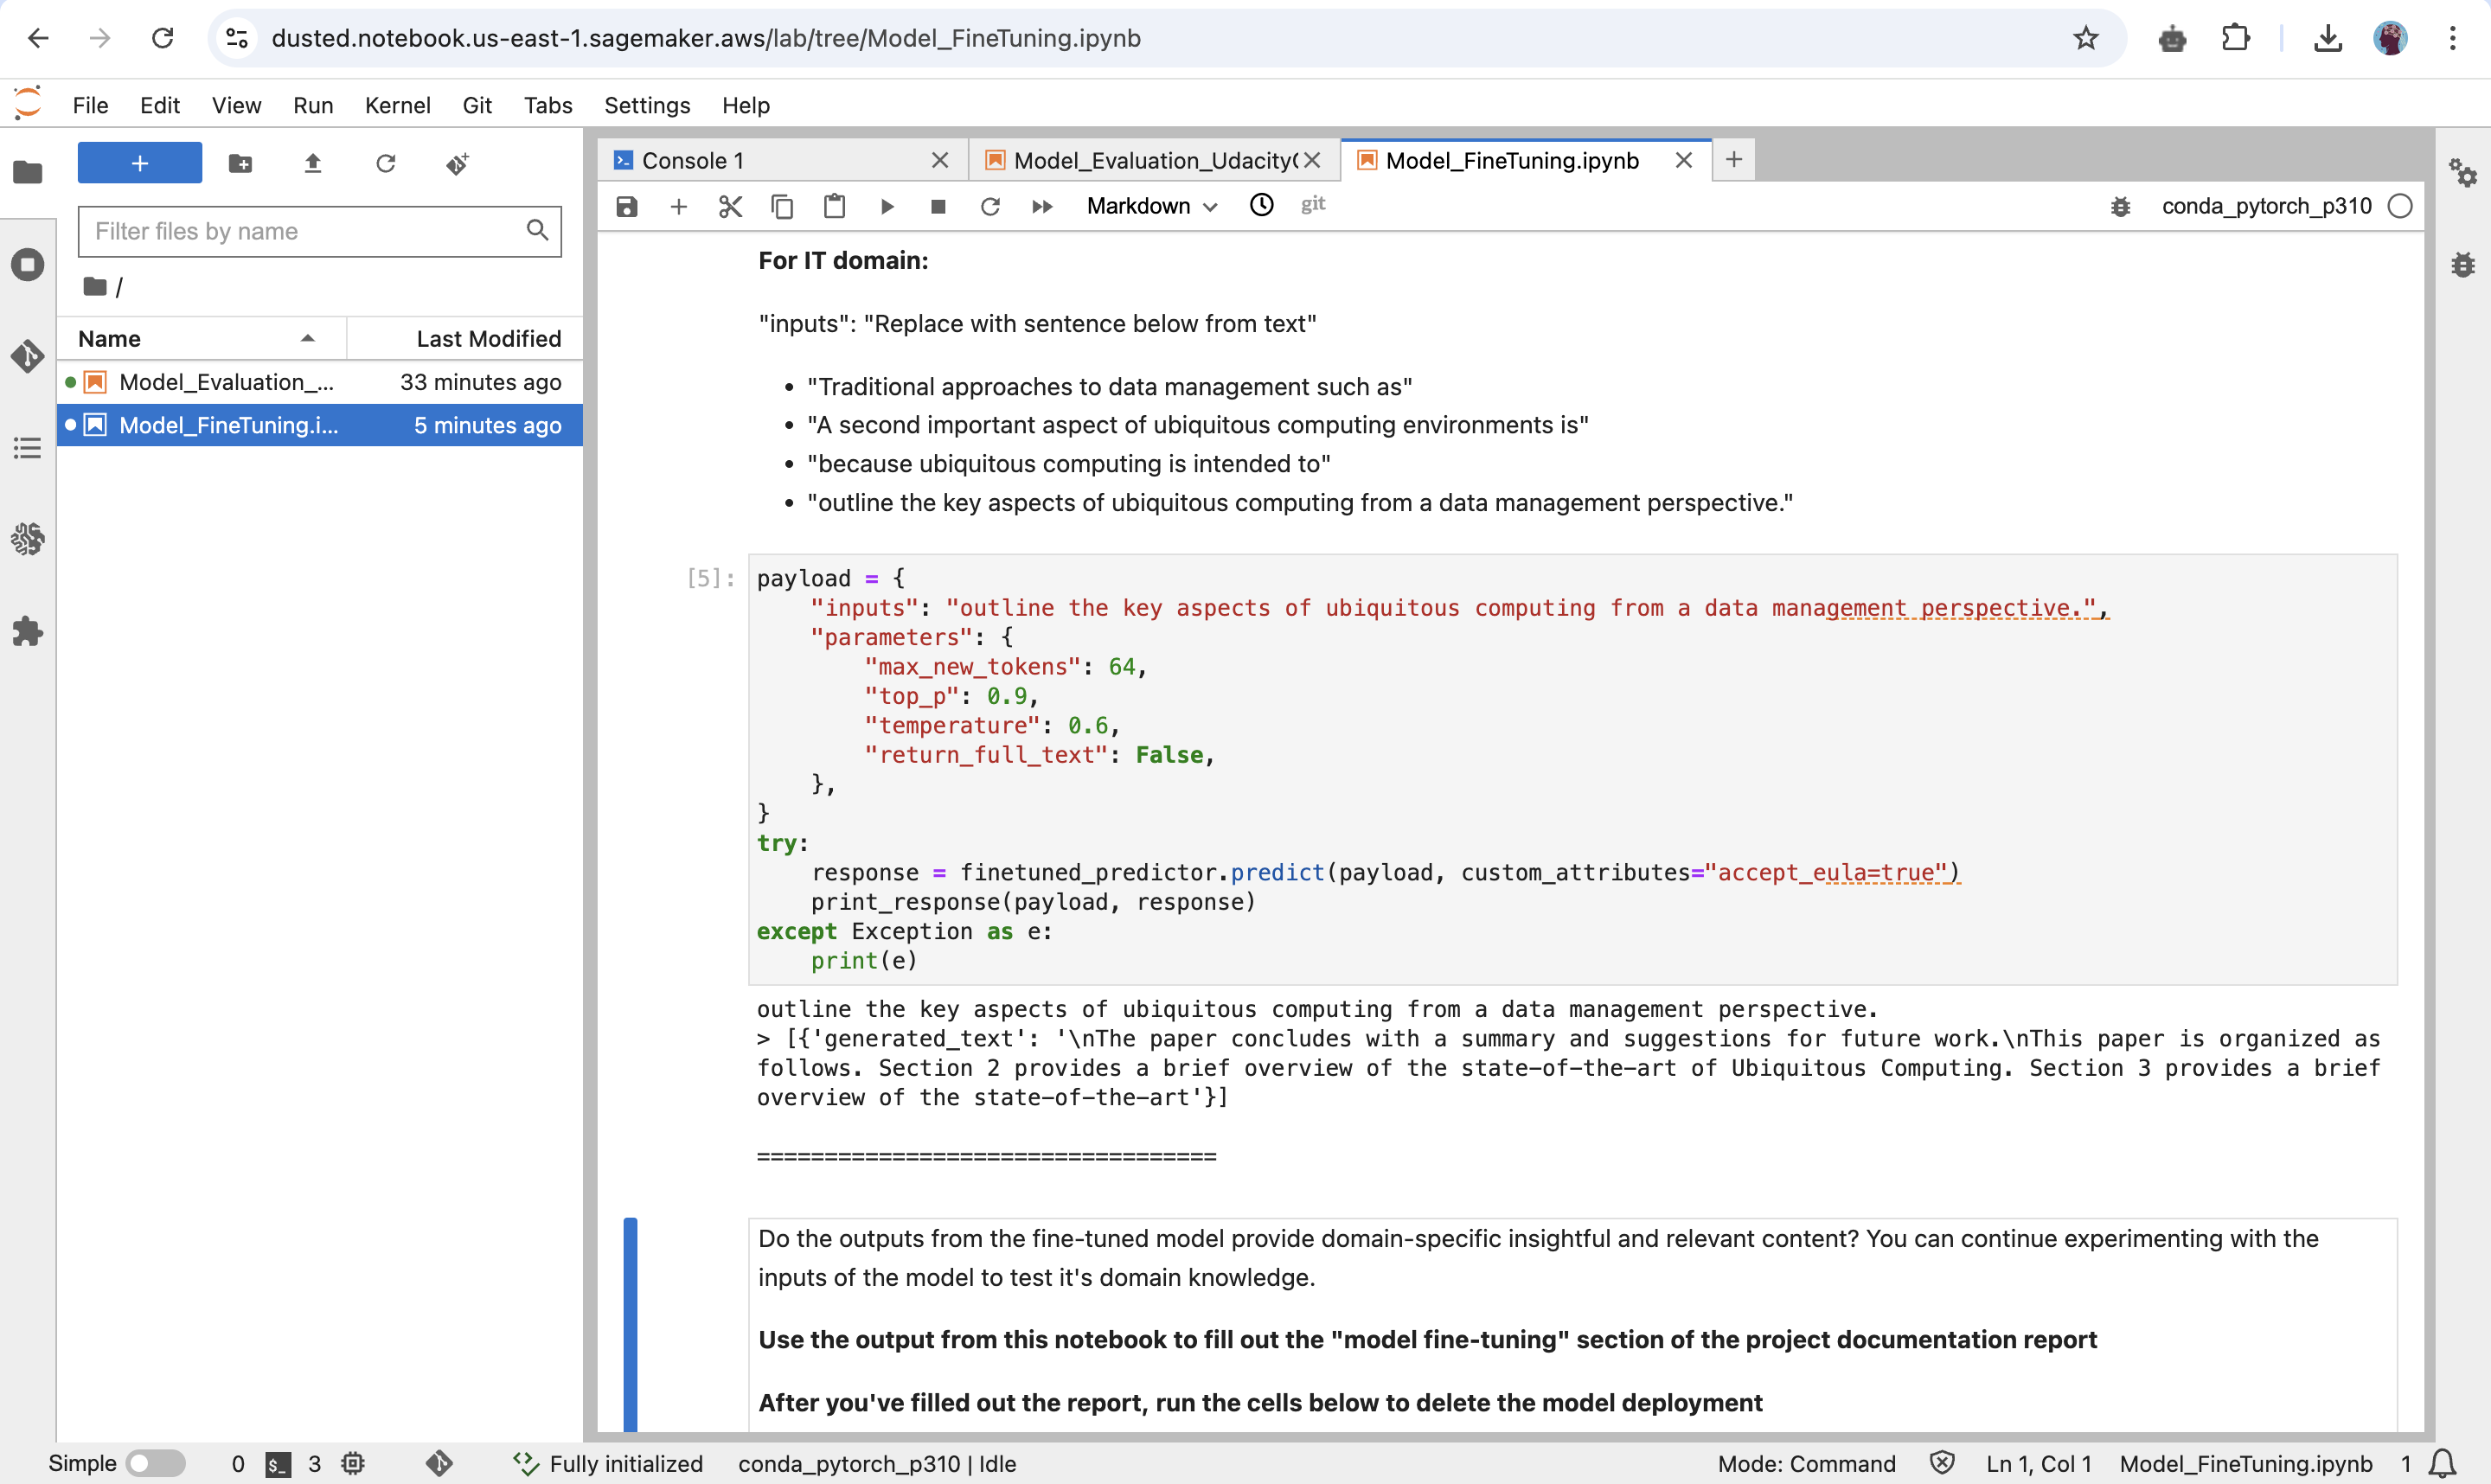 dusted.notebook.us-east-1.sagemaker.aws/lab/tree/Model_FineTuning.ipynb
File Edit View Run Kernel Git Tabs Settings Help
Console 1
Model_Evaluation_Udacity
Model_FineTuning.ipynb
Filter files by name
Markdown
git
conda_pytorch_p310
/
Name Last Modified
Model_Evaluation_... 33 minutes ago
Model_FineTuning.i... 5 minutes ago
For IT domain:
"inputs": "Replace with sentence below from text"
• "Traditional approaches to data management such as"
• "A second important aspect of ubiquitous computing environments is"
• "because ubiquitous computing is intended to"
• "outline the key aspects of ubiquitous computing from a data management perspective."
[5]:
payload = {
    "inputs": "outline the key aspects of ubiquitous computing from a data management perspective.",
    "parameters": {
        "max_new_tokens": 64,
        "top_p": 0.9,
        "temperature": 0.6,
        "return_full_text": False,
    },
}
try:
    response = finetuned_predictor.predict(payload, custom_attributes="accept_eula=true")
    print_response(payload, response)
except Exception as e:
    print(e)
outline the key aspects of ubiquitous computing from a data management perspective.
> [{'generated_text': '\nThe paper concludes with a summary and suggestions for future work.\nThis paper is organized as
follows. Section 2 provides a brief overview of the state-of-the-art of Ubiquitous Computing. Section 3 provides a brief
overview of the state-of-the-art'}]
==================================
Do the outputs from the fine-tuned model provide domain-specific insightful and relevant content? You can continue experimenting with the
inputs of the model to test it's domain knowledge.
Use the output from this notebook to fill out the "model fine-tuning" section of the project documentation report
After you've filled out the report, run the cells below to delete the model deployment
Simple 0 $_ 3 Fully initialized conda_pytorch_p310 | Idle Mode: Command Ln 1, Col 1 Model_FineTuning.ipynb 1